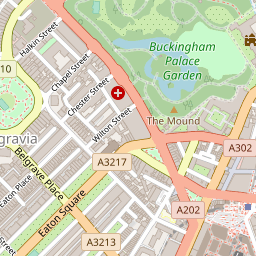 Halkin Street
Buckingham
Palace
Garden
10
Chapel Street
Chester Street
The Mound
Wilton Street
gravia
A302
A3217
Belgrave Place
Eaton Place
Eaton Square
A202
A3213